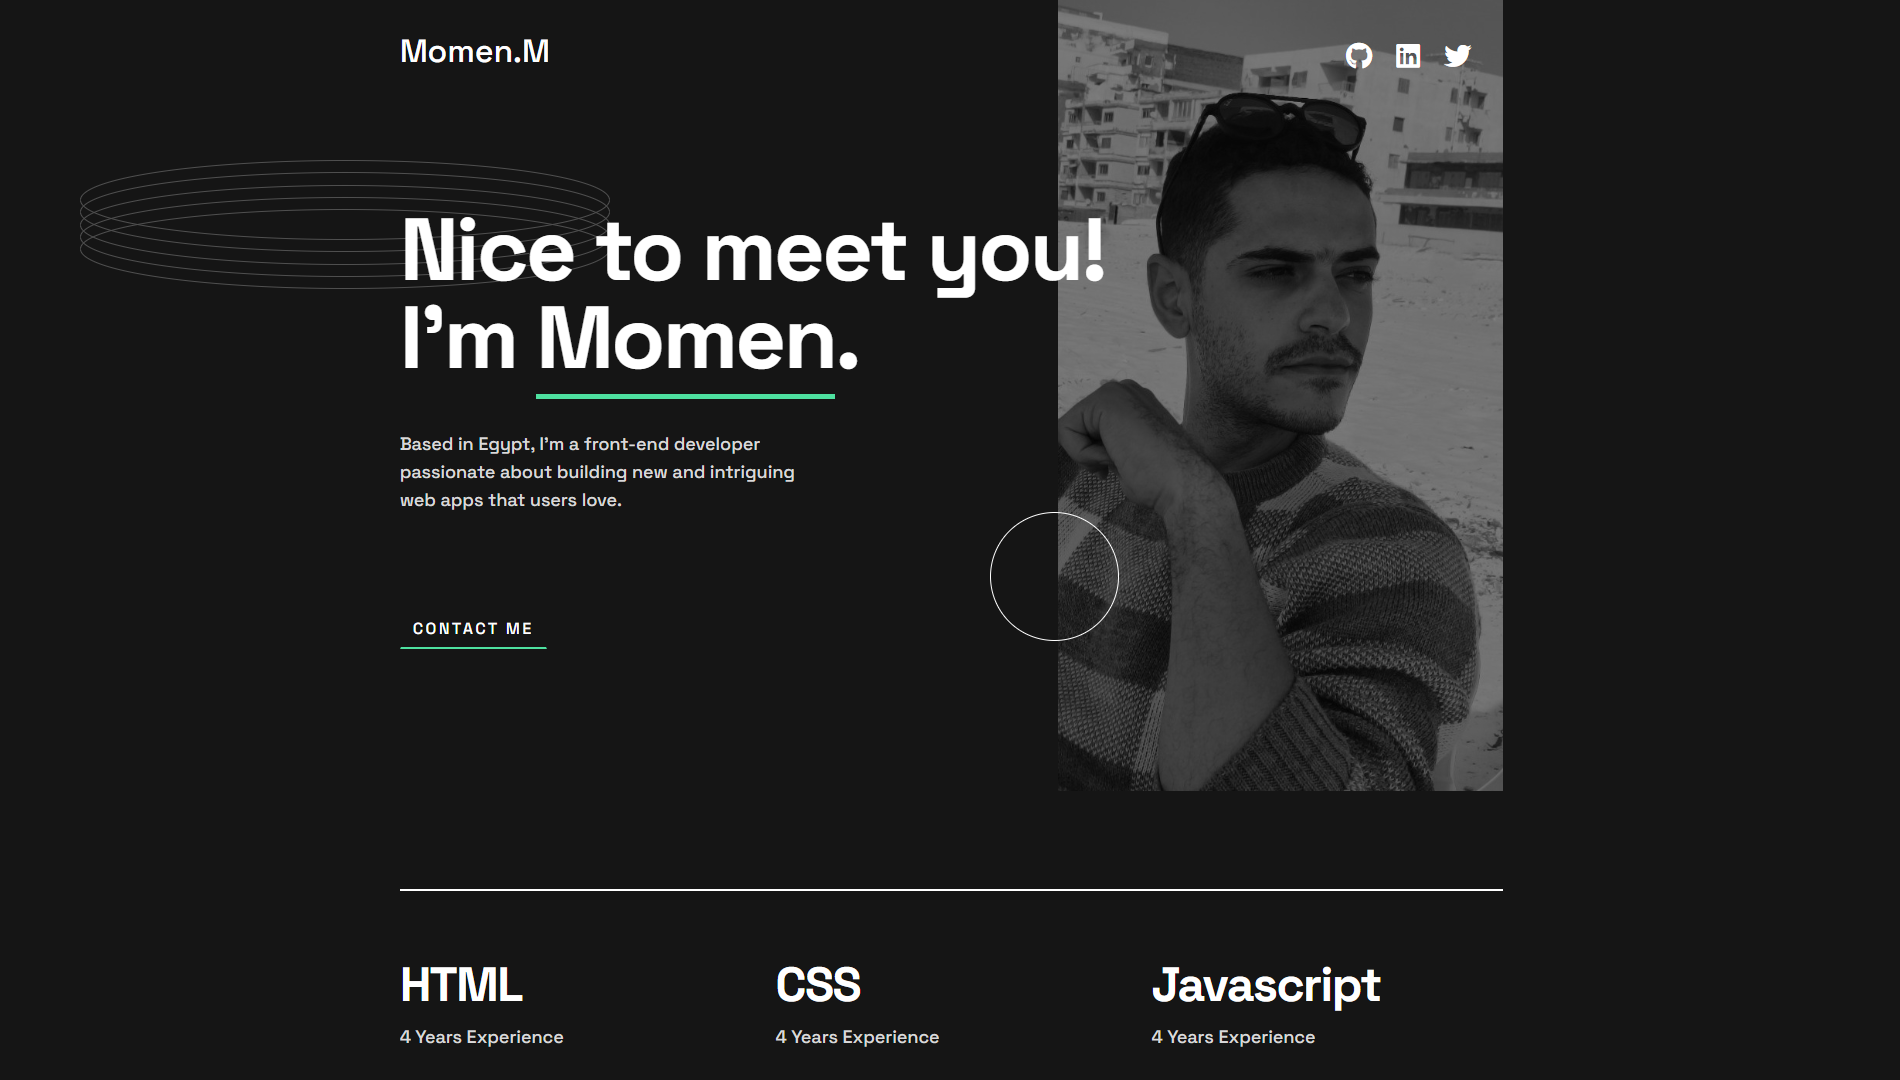 Momen.M
Nice to meet you!
I’m Momen.
Based in Egypt, I’m a front-end developer
passionate about building new and intriguing
web apps that users love.
CONTACT ME
HTML
CSS
Javascript
4 Years Experience
4 Years Experience
4 Years Experience